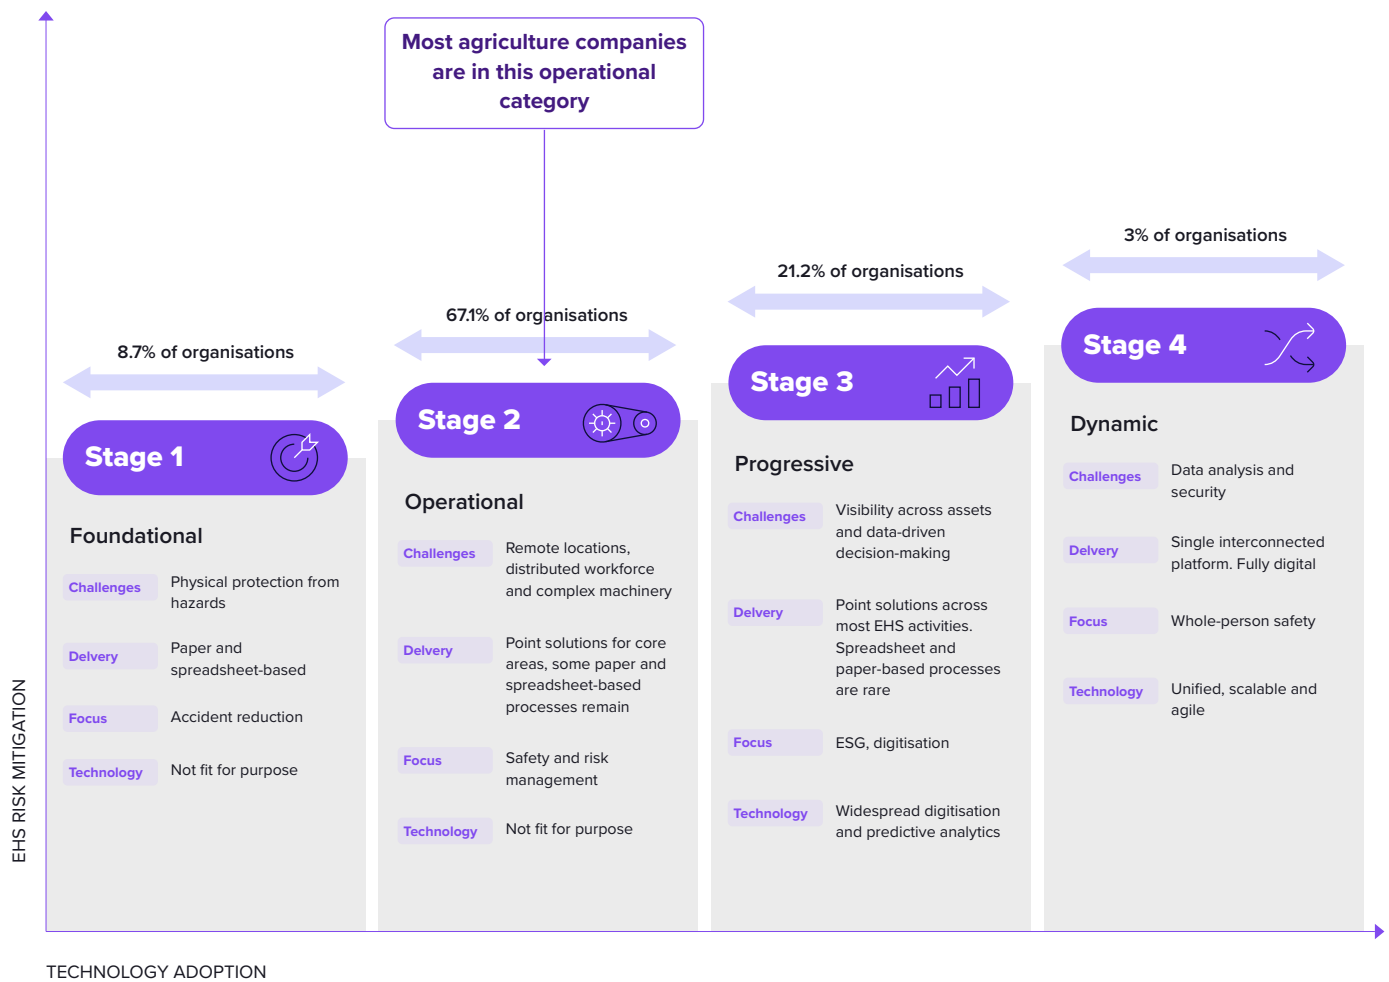 Most agriculture companies
are in this operational
category
3% of organisations
21.2% of organisations
67.1% of organisations
8.7% of organisations
Stage 1
Foundational
Challenges
Physical protection from
hazards
Delvery
Paper and
spreadsheet-based
Focus
Accident reduction
Technology
Not fit for purpose
Stage 2
Operational
Challenges
Remote locations,
distributed workforce
and complex machinery
Delvery
Point solutions for core
areas, some paper and
spreadsheet-based
processes remain
Focus
Safety and risk
management
Technology
Not fit for purpose
Stage 3
Progressive
Challenges
Visibility across assets
and data-driven
decision-making
Delvery
Point solutions across
most EHS activities.
Spreadsheet and
paper-based processes
are rare
Focus
ESG, digitisation
Technology
Widespread digitisation
and predictive analytics
Stage 4
Dynamic
Challenges
Data analysis and
security
Delvery
Single interconnected
platform. Fully digital
Focus
Whole-person safety
Technology
Unified, scalable and
agile
EHS RISK MITIGATION
TECHNOLOGY ADOPTION